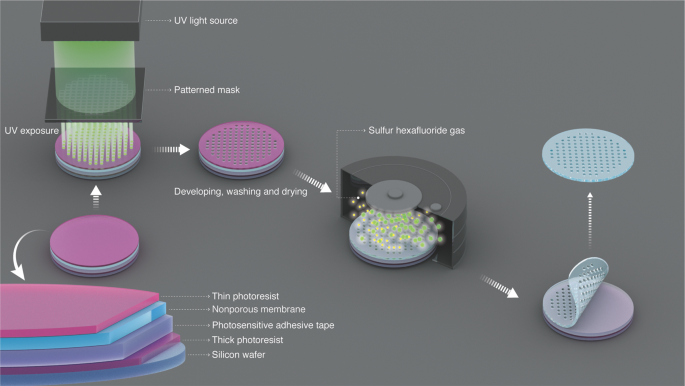 UV light source
Patterned mask
UV exposure
Sulfur hexafluoride gas
Developing, washing and drying
Thin photoresist
Nonporous membrane
Photosensitive adhesive tape
Thick photoresist
Silicon wafer